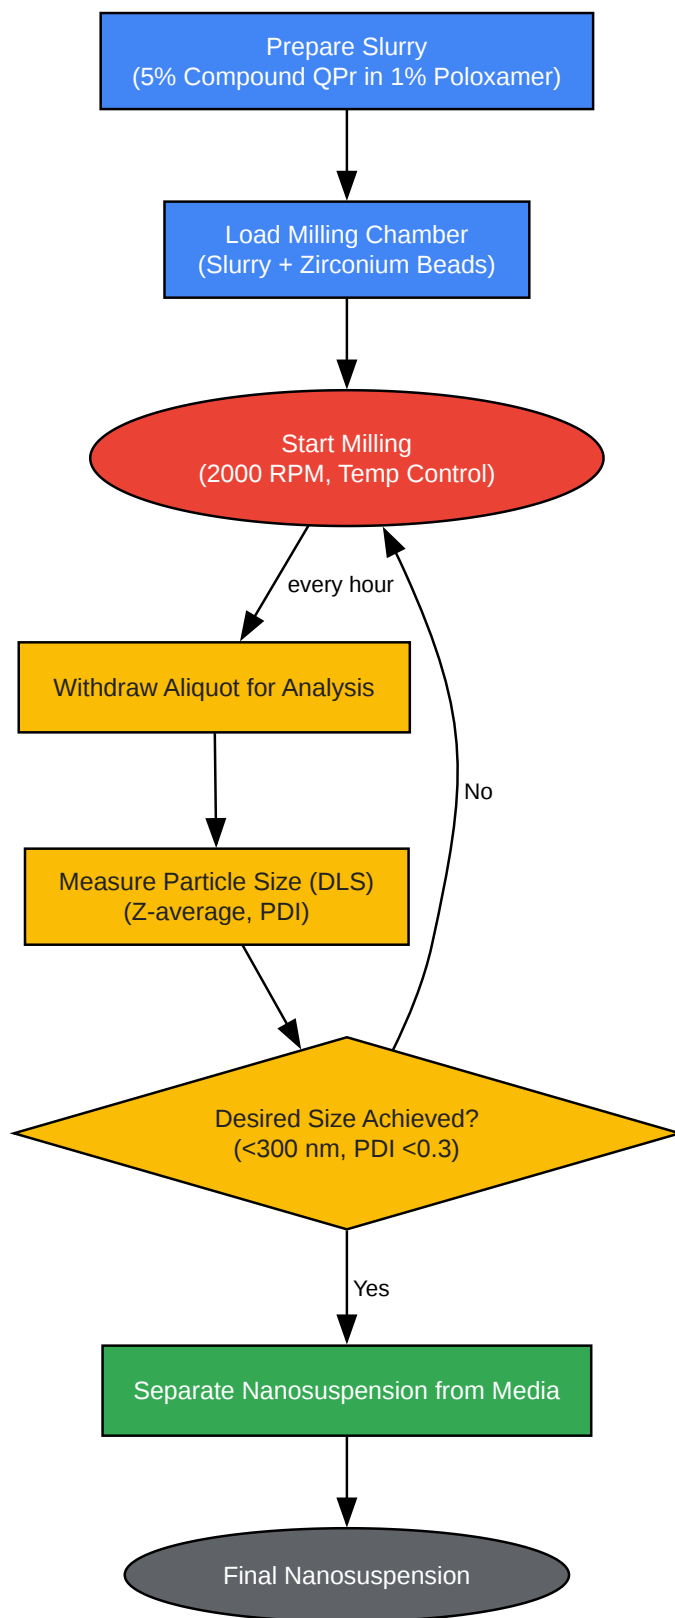 Prepare Slurry
(5% Compound QPr in 1% Poloxamer)
Load Milling Chamber
(Slurry + Zirconium Beads)
Start Milling
(2000 RPM, Temp Control)
every hour
Withdraw Aliquot for Analysis
No
Measure Particle Size (DLS)
(Z-average, PDI)
Desired Size Achieved?
(<300 nm, PDI <0.3)
Yes
Separate Nanosuspension from Media
Final Nanosuspension